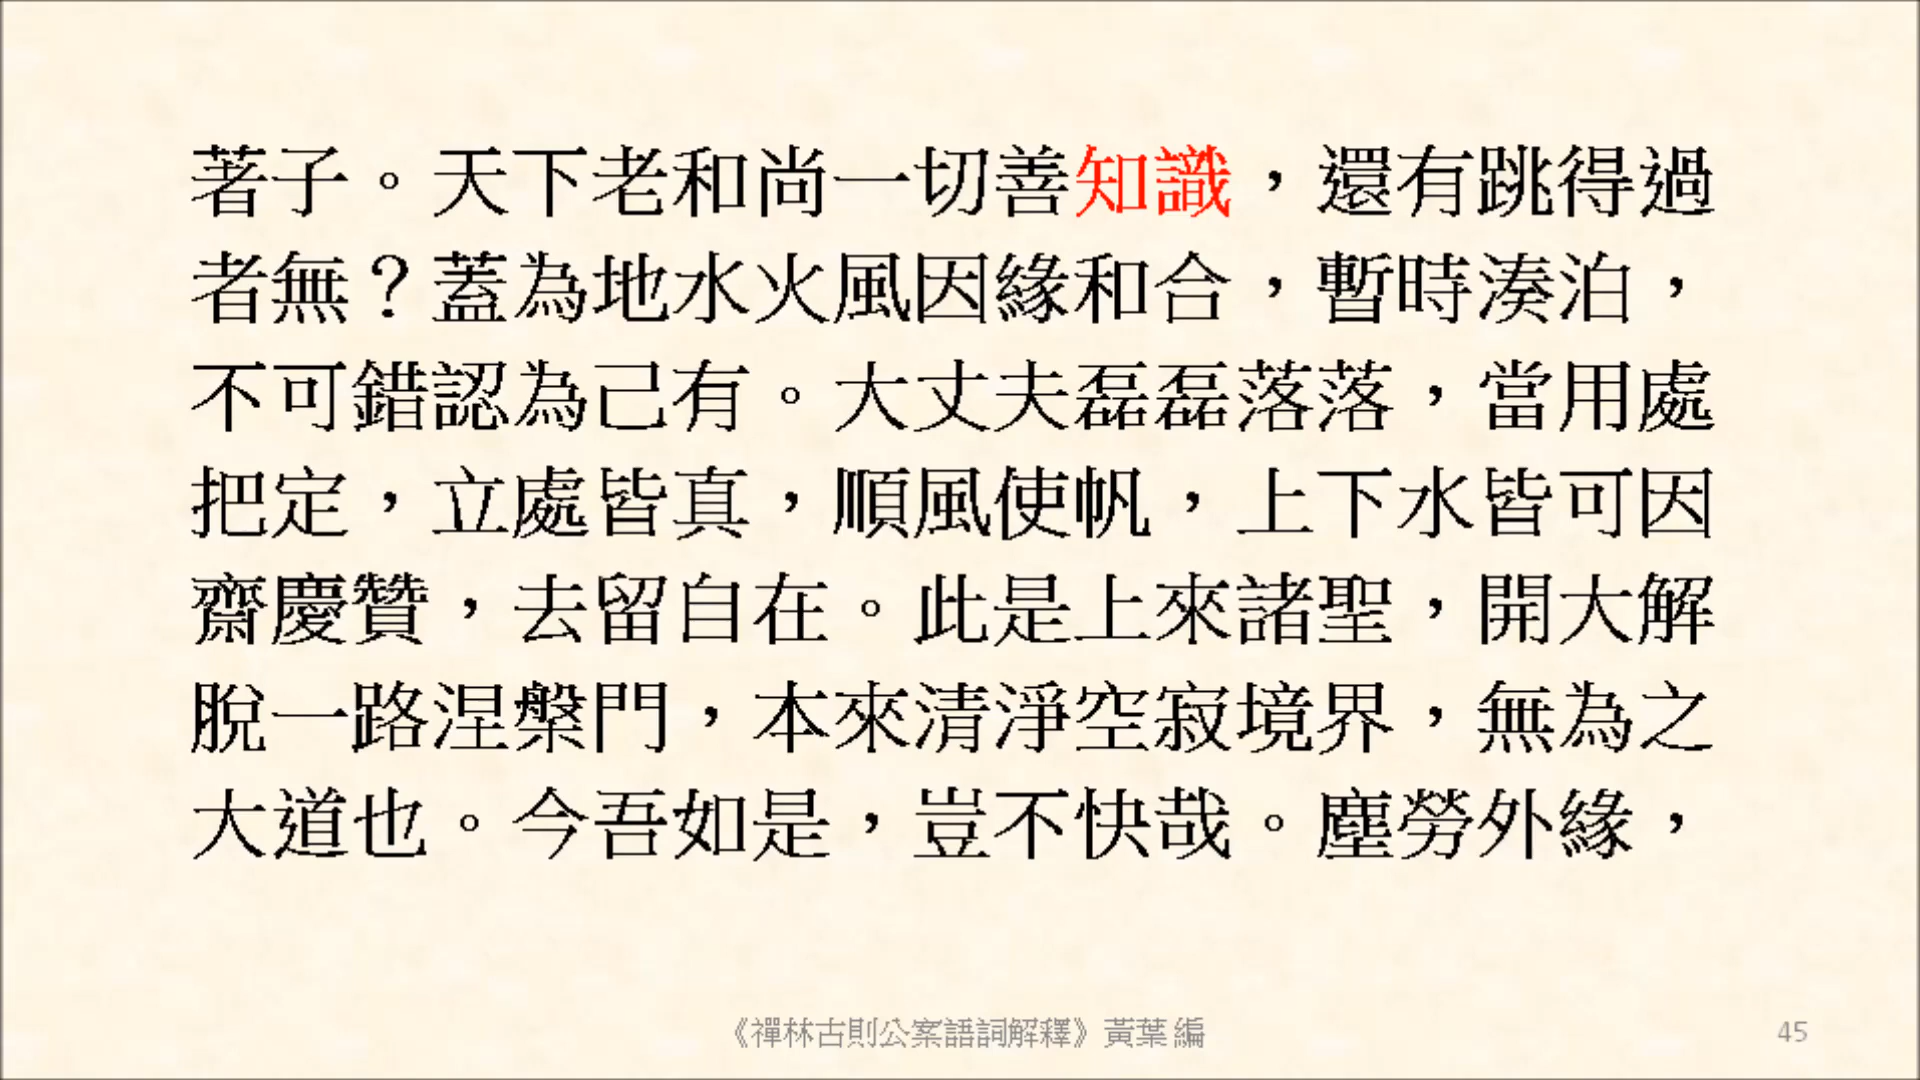 著子。天下老和尚一切善知識，還有跳得過
者無？蓋為地水火風因緣和合，暫時湊泊，
不可錯認為己有。大丈夫磊磊落落，當用處
把定，立處皆真，順風使帆，上下水皆可因
齋慶贊，去留自在。此是上來諸聖，開大解
脫一路涅槃門，本來清淨空寂境界，無為之
大道也。今吾如是，豈不快哉。塵勞外緣，
《禪林古則公案語詞解釋》黃葉 編
45